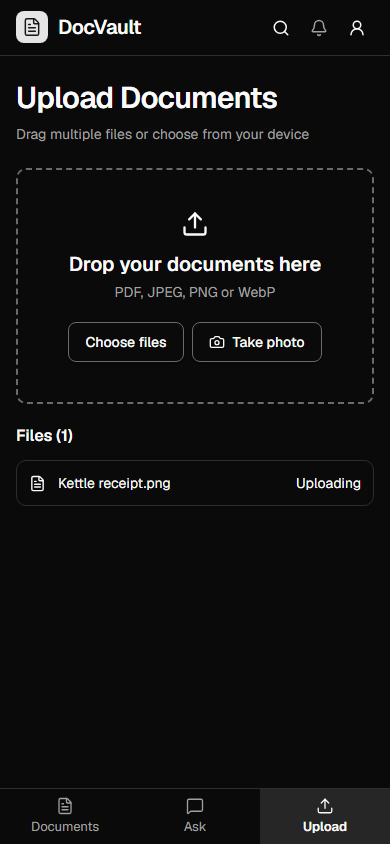 DocVault
Upload Documents
Drag multiple files or choose from your device
Drop your documents here
PDF, JPEG, PNG or WebP
Choose files
Take photo
Files (1)
Kettle receipt.png
Uploading
Documents
Ask
Upload